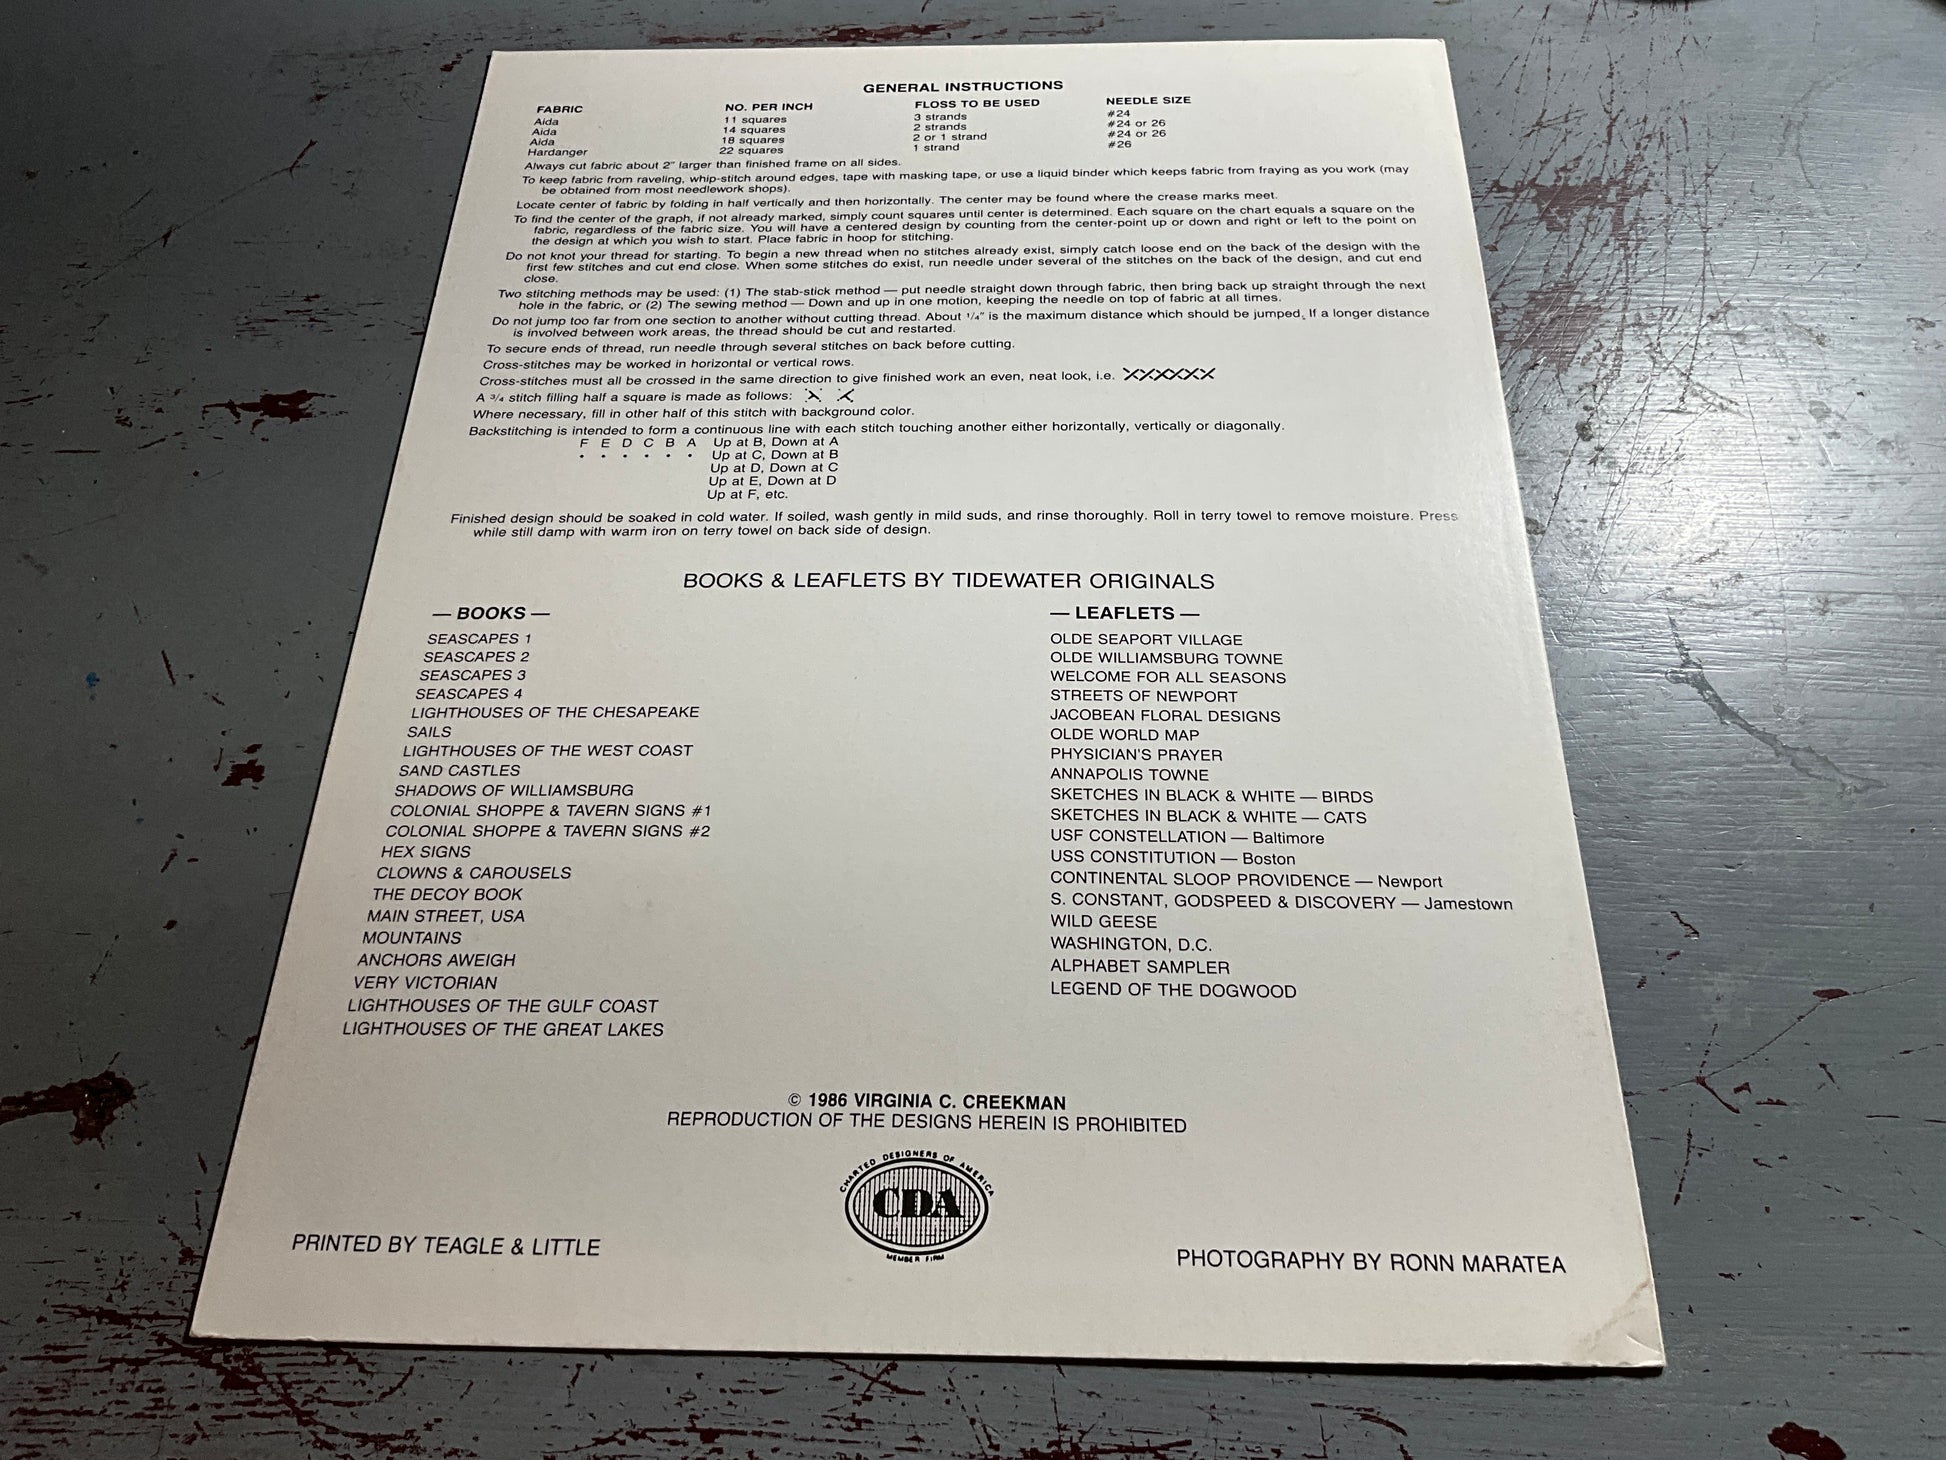 GENERAL INSTRUCTIONS
FABRIC NO. PER INCH FLOSS TO BE USED NEEDLE SIZE
Aida 11 squares 3 strands #24
Aida 14 squares 2 strands #24 or 26
Aida 18 squares 2 or 1 strand #24 or 26
Hardanger 22 squares 1 strand #26
Always cut fabric about 2" larger than finished frame on all sides.
To keep fabric from raveling, whip-stitch around edges, tape with masking tape, or use a liquid binder which keeps fabric from fraying as you work (may
be obtained from most needlework shops).
Locate center of fabric by folding in half vertically and then horizontally. The center may be found where the crease marks meet.
To find the center of the graph, if not already marked, simply count squares until center is determined. Each square on the chart equals a square on the
fabric, regardless of the fabric size. You will have a centered design by counting from the center-point up or down and right or left to the point on
the design at which you wish to start. Place fabric in hoop for stitching.
Do not knot your thread for starting. To begin a new thread when no stitches already exist, simply catch loose end on the back of the design with the
first few stitches and cut end close. When some stitches do exist, run needle under several of the stitches on the back of the design, and cut end
close.
Two stitching methods may be used: (1) The stab-stick method — put needle straight down through fabric, then bring back up straight through the next
hole in the fabric, or (2) The sewing method — Down and up in one motion, keeping the needle on top of fabric at all times.
Do not jump too far from one section to another without cutting thread. About ¼" is the maximum distance which should be jumped. If a longer distance
is involved between work areas, the thread should be cut and restarted.
To secure ends of thread, run needle through several stitches on back before cutting.
Cross-stitches may be worked in horizontal or vertical rows.
Cross-stitches must all be crossed in the same direction to give finished work an even, neat look, i.e. XXXXXX
A ¾ stitch filling half a square is made as follows:
Where necessary, fill in other half of this stitch with background color.
Backstitching is intended to form a continuous line with each stitch touching another either horizontally, vertically or diagonally.
F E D C B A Up at B, Down at A
• • • • • • Up at C, Down at B
Up at D, Down at C
Up at E, Down at D
Up at F, etc.
Finished design should be soaked in cold water. If soiled, wash gently in mild suds, and rinse thoroughly. Roll in terry towel to remove moisture. Press
while still damp with warm iron on terry towel on back side of design.
BOOKS & LEAFLETS BY TIDEWATER ORIGINALS
— BOOKS —
SEASCAPES 1
SEASCAPES 2
SEASCAPES 3
SEASCAPES 4
LIGHTHOUSES OF THE CHESAPEAKE
SAILS
LIGHTHOUSES OF THE WEST COAST
SAND CASTLES
SHADOWS OF WILLIAMSBURG
COLONIAL SHOPPE & TAVERN SIGNS #1
COLONIAL SHOPPE & TAVERN SIGNS #2
HEX SIGNS
CLOWNS & CAROUSELS
THE DECOY BOOK
MAIN STREET, USA
MOUNTAINS
ANCHORS AWEIGH
VERY VICTORIAN
LIGHTHOUSES OF THE GULF COAST
LIGHTHOUSES OF THE GREAT LAKES
— LEAFLETS —
OLDE SEAPORT VILLAGE
OLDE WILLIAMSBURG TOWNE
WELCOME FOR ALL SEASONS
STREETS OF NEWPORT
JACOBEAN FLORAL DESIGNS
OLDE WORLD MAP
PHYSICIAN'S PRAYER
ANNAPOLIS TOWNE
SKETCHES IN BLACK & WHITE — BIRDS
SKETCHES IN BLACK & WHITE — CATS
USF CONSTELLATION — Baltimore
USS CONSTITUTION — Boston
CONTINENTAL SLOOP PROVIDENCE — Newport
S. CONSTANT, GODSPEED & DISCOVERY — Jamestown
WILD GEESE
WASHINGTON, D.C.
ALPHABET SAMPLER
LEGEND OF THE DOGWOOD
© 1986 VIRGINIA C. CREEKMAN
REPRODUCTION OF THE DESIGNS HEREIN IS PROHIBITED
CHARTED DESIGNERS OF AMERICA
CDA
MEMBER FIRM
PRINTED BY TEAGLE & LITTLE
PHOTOGRAPHY BY RONN MARATEA